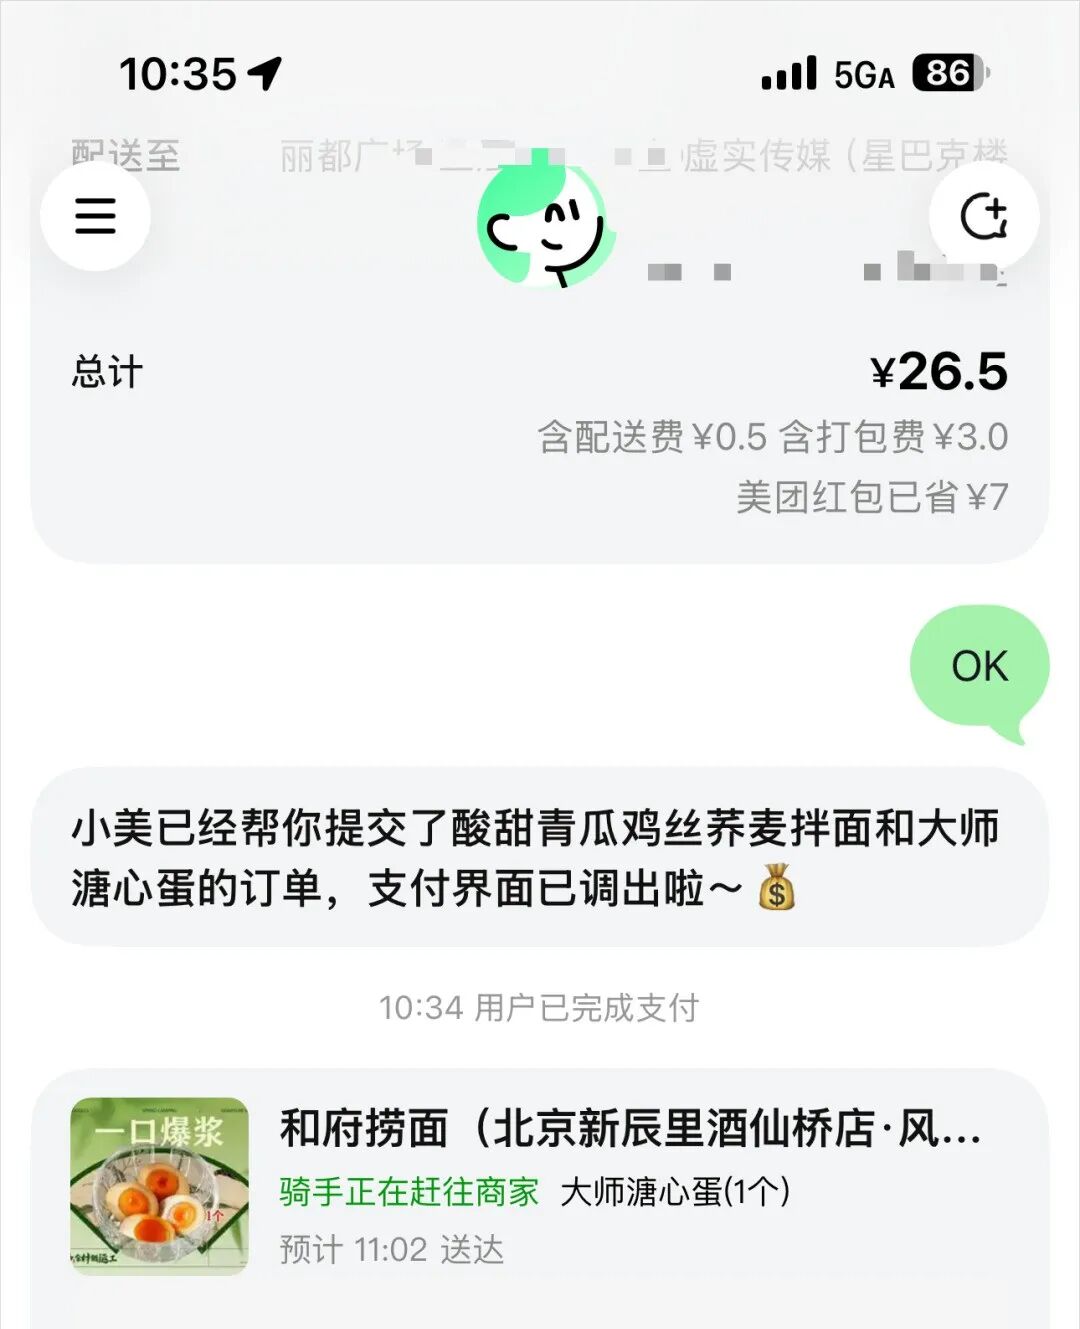 10:35
5GA 86
配送至 丽都广场 虚实传媒（星巴克楼
总计 ¥26.5
含配送费 ¥0.5 含打包费 ¥3.0
美团红包已省 ¥7
OK
小美已经帮你提交了酸甜青瓜鸡丝荞麦拌面和大师
溏心蛋的订单，支付界面已调出啦～
10:34 用户已完成支付
一口爆浆
1个
和府捞面（北京新辰里酒仙桥店·风...
骑手正在赶往商家 大师溏心蛋(1个)
预计 11:02 送达